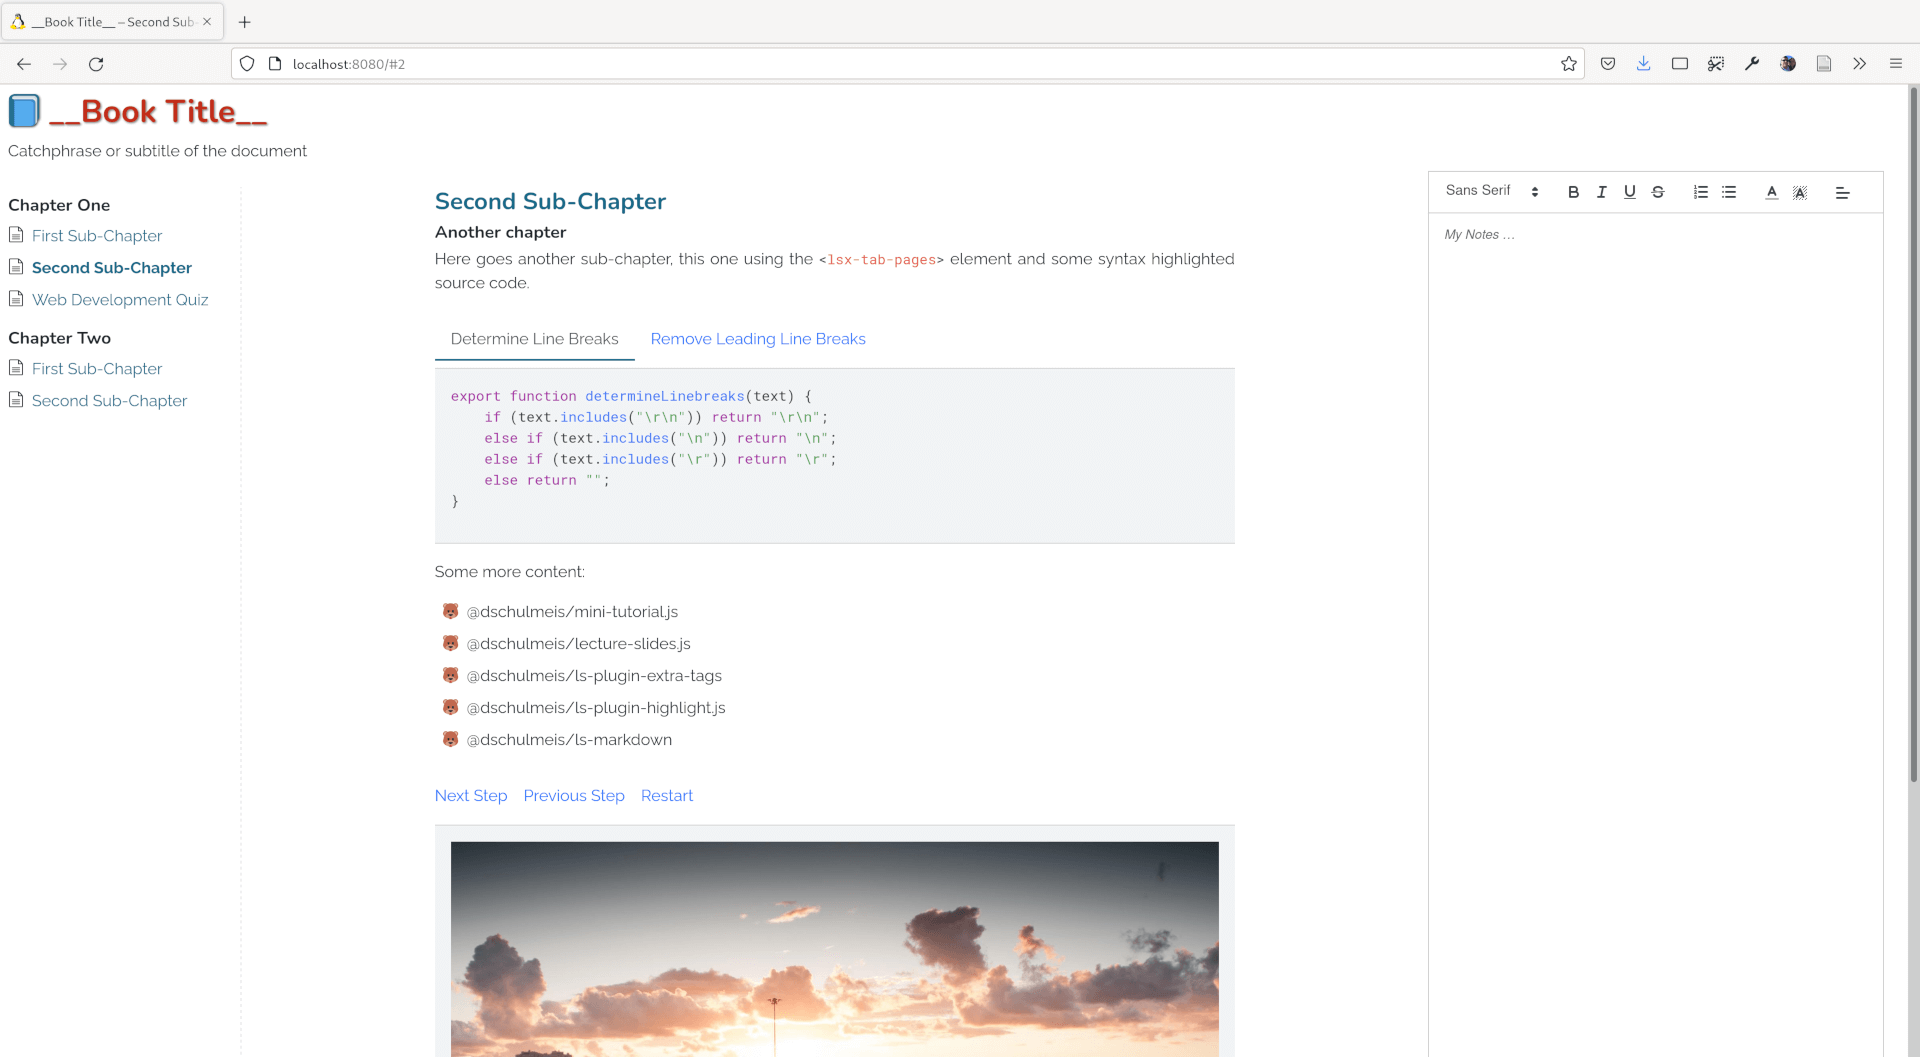 __Book Title__ – Second Sub-
localhost:8080/#2
__Book Title__
Catchphrase or subtitle of the document
Chapter One
First Sub-Chapter
Second Sub-Chapter
Web Development Quiz
Chapter Two
First Sub-Chapter
Second Sub-Chapter
Second Sub-Chapter
Another chapter
Here goes another sub-chapter, this one using the <lsx-tab-pages> element and some syntax highlighted
source code.
Determine Line Breaks
Remove Leading Line Breaks
export function determineLinebreaks(text) {
    if (text.includes("\r\n")) return "\r\n";
    else if (text.includes("\n")) return "\n";
    else if (text.includes("\r")) return "\r";
    else return "";
}
Some more content:
@dschulmeis/mini-tutorial.js
@dschulmeis/lecture-slides.js
@dschulmeis/ls-plugin-extra-tags
@dschulmeis/ls-plugin-highlight.js
@dschulmeis/ls-markdown
Next Step Previous Step Restart
Sans Serif B I U S A A
My Notes ...